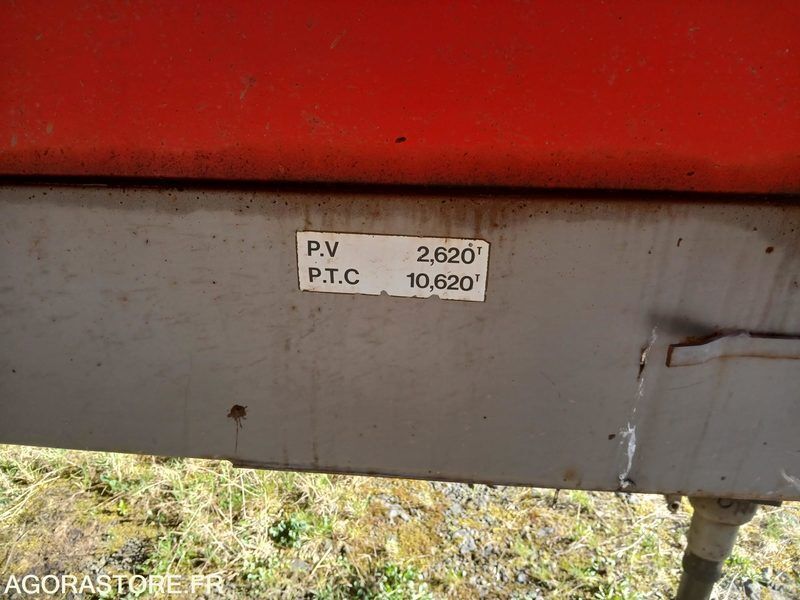 P.V 2,620T
P.T.C 10,620T
AGORASTORE.FR